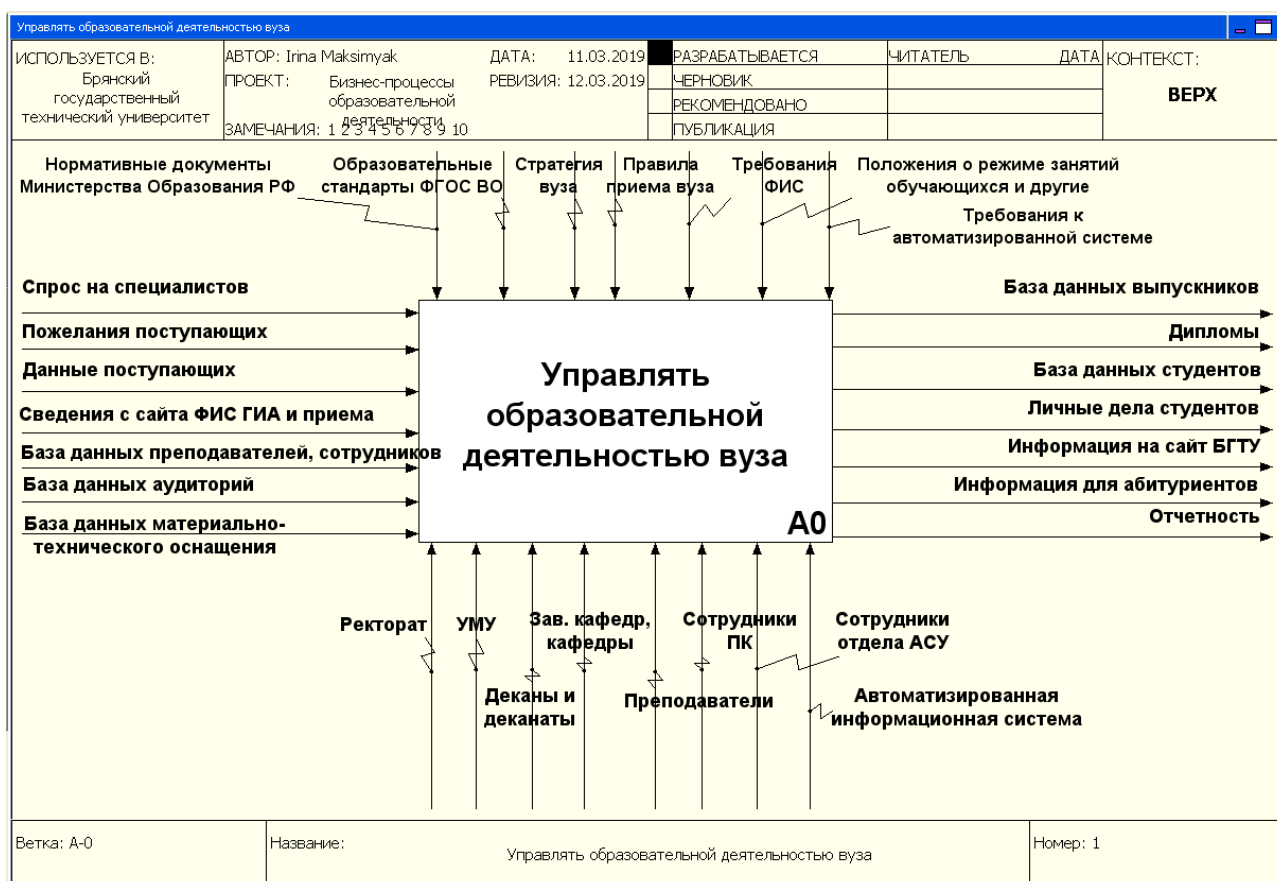 Управлять образовательной деятельностью вуза
ИСПОЛЬЗУЕТСЯ В:
Брянский
государственный
технический университет
АВТОР: Irina Maksimyak
ДАТА: 11.03.2019
ПРОЕКТ: Бизнес-процессы
образовательной
деятельности
РЕВИЗИЯ: 12.03.2019
ЗАМЕЧАНИЯ: 1 2 3 4 5 6 7 8 9 10
РАЗРАБАТЫВАЕТСЯ
ЧЕРНОВИК
РЕКОМЕНДОВАНО
ПУБЛИКАЦИЯ
ЧИТАТЕЛЬ ДАТА
КОНТЕКСТ:
ВЕРХ
Нормативные документы
Министерства Образования РФ
Образовательные
стандарты ФГОС ВО
Стратегия
вуза
Правила
приема вуза
Требования
ФИС
Положения о режиме занятий
обучающихся и другие
Требования к
автоматизированной системе
Спрос на специалистов
Пожелания поступающих
Данные поступающих
Сведения с сайта ФИС ГИА и приема
База данных преподавателей, сотрудников
База данных аудиторий
База данных материально-
технического оснащения
Управлять
образовательной
деятельностью вуза
A0
База данных выпускников
Дипломы
База данных студентов
Личные дела студентов
Информация на сайт БГТУ
Информация для абитуриентов
Отчетность
Ректорат
УМУ
Деканы и
деканаты
Зав. кафедр,
кафедры
Преподаватели
Сотрудники
ПК
Сотрудники
отдела АСУ
Автоматизированная
информационная система
Ветка: A-0
Название:
Управлять образовательной деятельностью вуза
Номер: 1